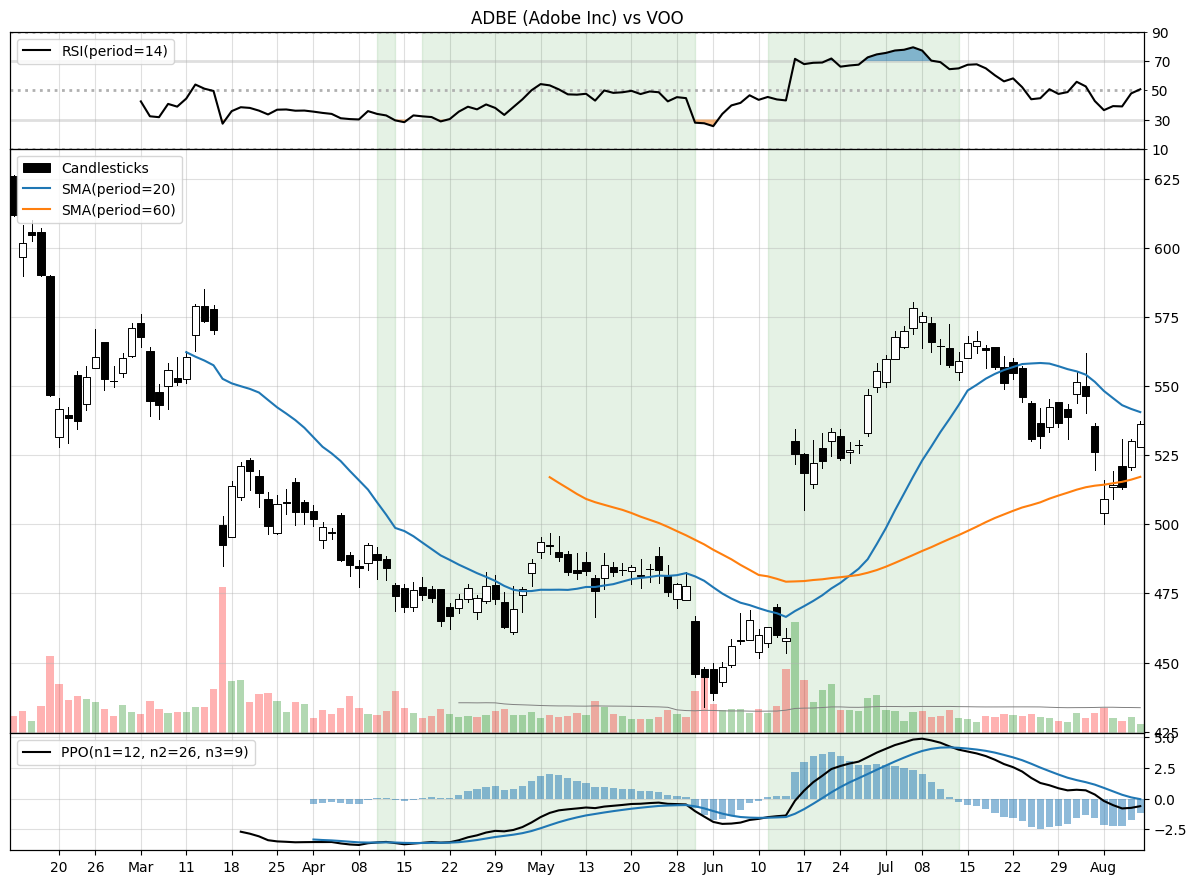 ADBE (Adobe Inc) vs VOO
RSI(period=14)
90
70
50
30
10
Candlesticks
SMA(period=20)
SMA(period=60)
625
600
575
550
525
500
475
450
425
PPO(n1=12, n2=26, n3=9)
5.0
2.5
0.0
−2.5
20 26 Mar 11 18 25 Apr 08 15 22 29 May 13 20 28 Jun 10 17 24 Jul 08 15 22 29 Aug